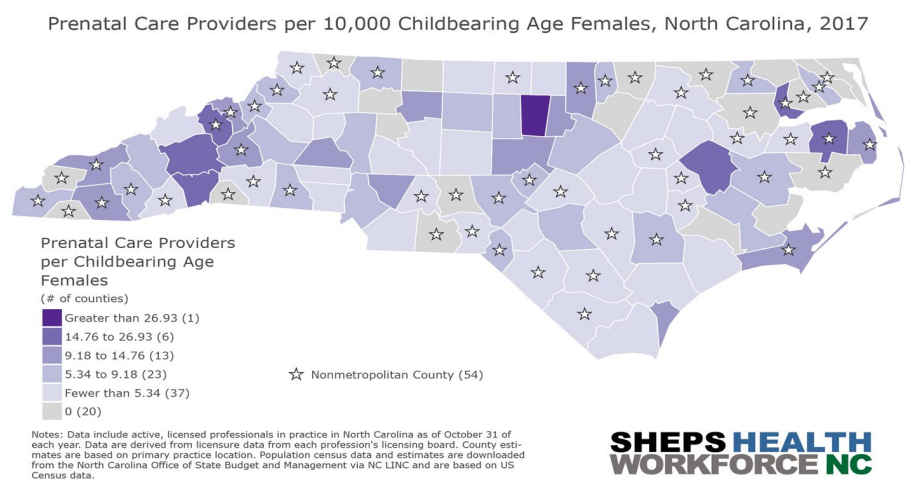 Prenatal Care Providers per 10,000 Childbearing Age Females, North Carolina, 2017
Prenatal Care Providers
per Childbearing Age
Females
(# of counties)
Greater than 26.93 (1)
14.76 to 26.93 (6)
9.18 to 14.76 (13)
5.34 to 9.18 (23)
Fewer than 5.34 (37)
0 (20)
Nonmetropolitan County (54)
Notes: Data include active, licensed professionals in practice in North Carolina as of October 31 of
each year. Data are derived from licensure data from each profession's licensing board. County esti-
mates are based on primary practice location. Population census data and estimates are downloaded
from the North Carolina Office of State Budget and Management via NC LINC and are based on US
Census data.
SHEPS HEALTH
WORKFORCE NC